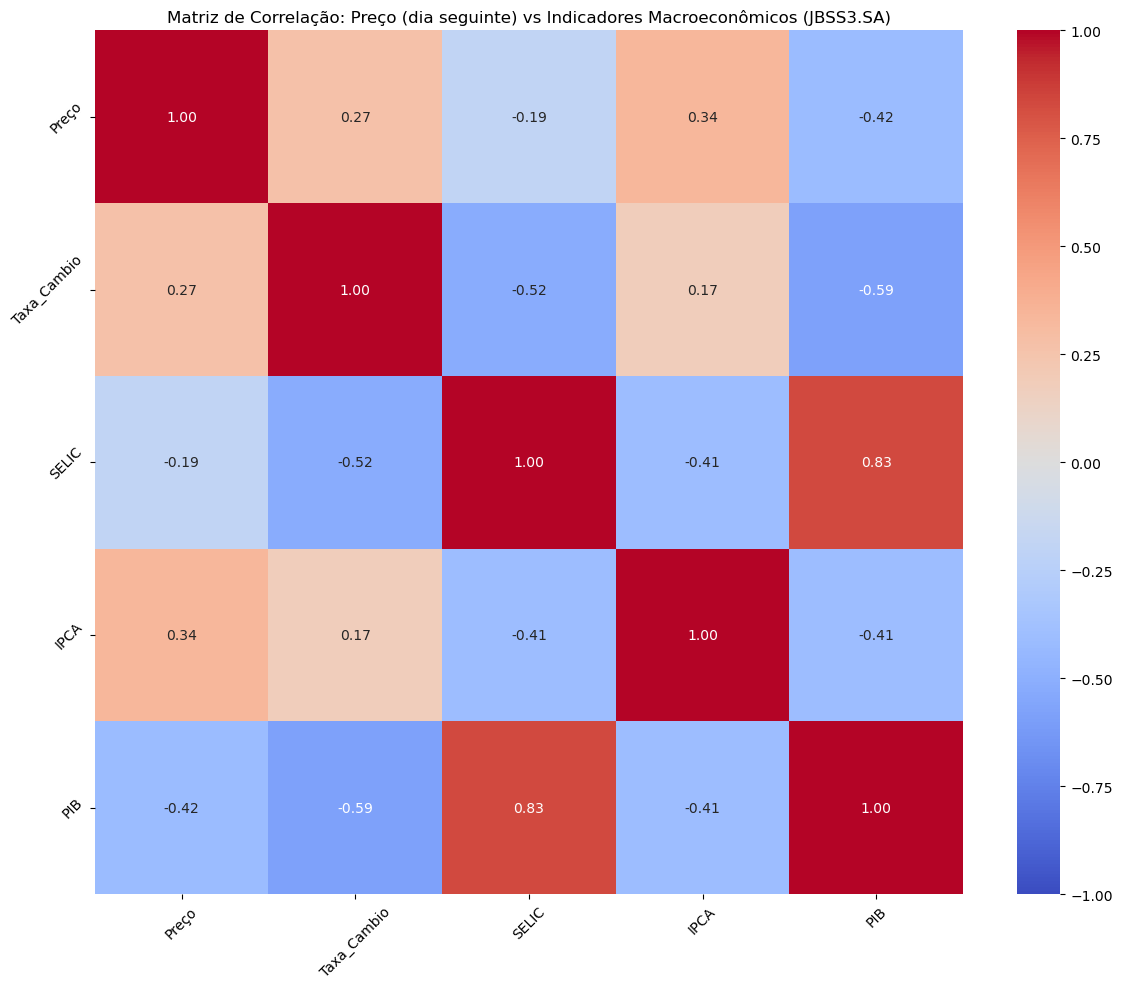 Matriz de Correlação: Preço (dia seguinte) vs Indicadores Macroeconômicos (JBSS3.SA)
Preço 1.00 0.27 -0.19 0.34 -0.42
Taxa_Cambio 0.27 1.00 -0.52 0.17 -0.59
SELIC -0.19 -0.52 1.00 -0.41 0.83
IPCA 0.34 0.17 -0.41 1.00 -0.41
PIB -0.42 -0.59 0.83 -0.41 1.00
Preço Taxa_Cambio SELIC IPCA PIB
1.00
0.75
0.50
0.25
0.00
−0.25
−0.50
−0.75
−1.00